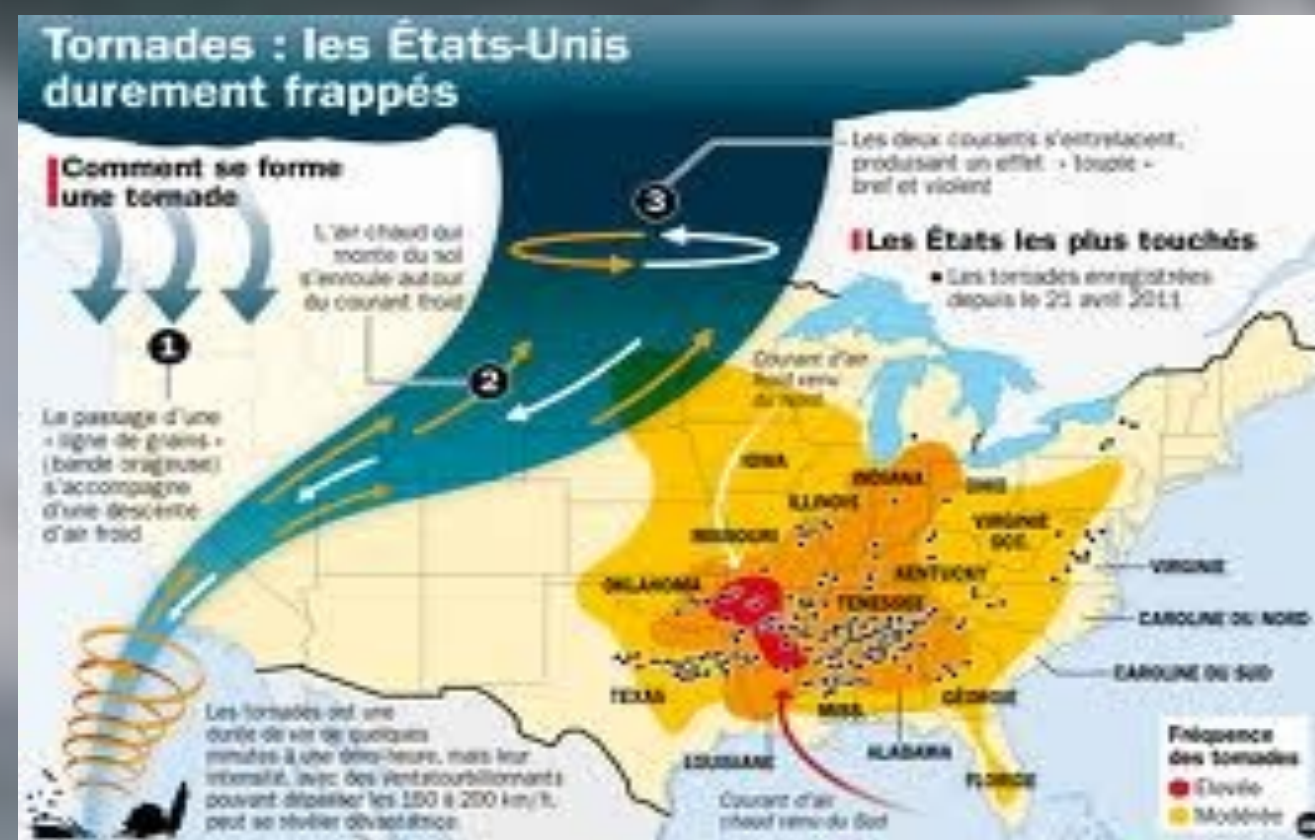 Tornades : les États-Unis
durement frappés
Comment se forme
une tornade
L'air chaud qui
monte du sol
s'enroule autour
du courant froid
1
Le passage d'une
« ligne de grains »
(bande orageuse)
s'accompagne
d'une descente
d'air froid
2
3
Les deux courants s'entrelacent,
produisant un effet « toupie »
bref et violent
Les États les plus touchés
• Les tornades enregistrées
depuis le 21 avril 2011
Courant d'air
froid venu
du Nord
IOWA
INDIANA
OHIO
ILLINOIS
VIRGINIE
OCC.
MISSOURI
OKLAHOMA
KENTUCKY
VIRGINIE
TENESSEE
CAROLINE DU NORD
CAROLINE DU SUD
TEXAS
MISS.
GÉORGIE
LOUISIANE
ALABAMA
FLORIDE
Les tornades ont une
durée de vie de quelques
minutes à une demi-heure, mais leur
intensité, avec des
pouvant dépasser les 180 à 200 km/h,
peut se révéler dévastatrice
Courant d'air
chaud venu du Sud
Fréquence
des tornades
Elevée
Modérée